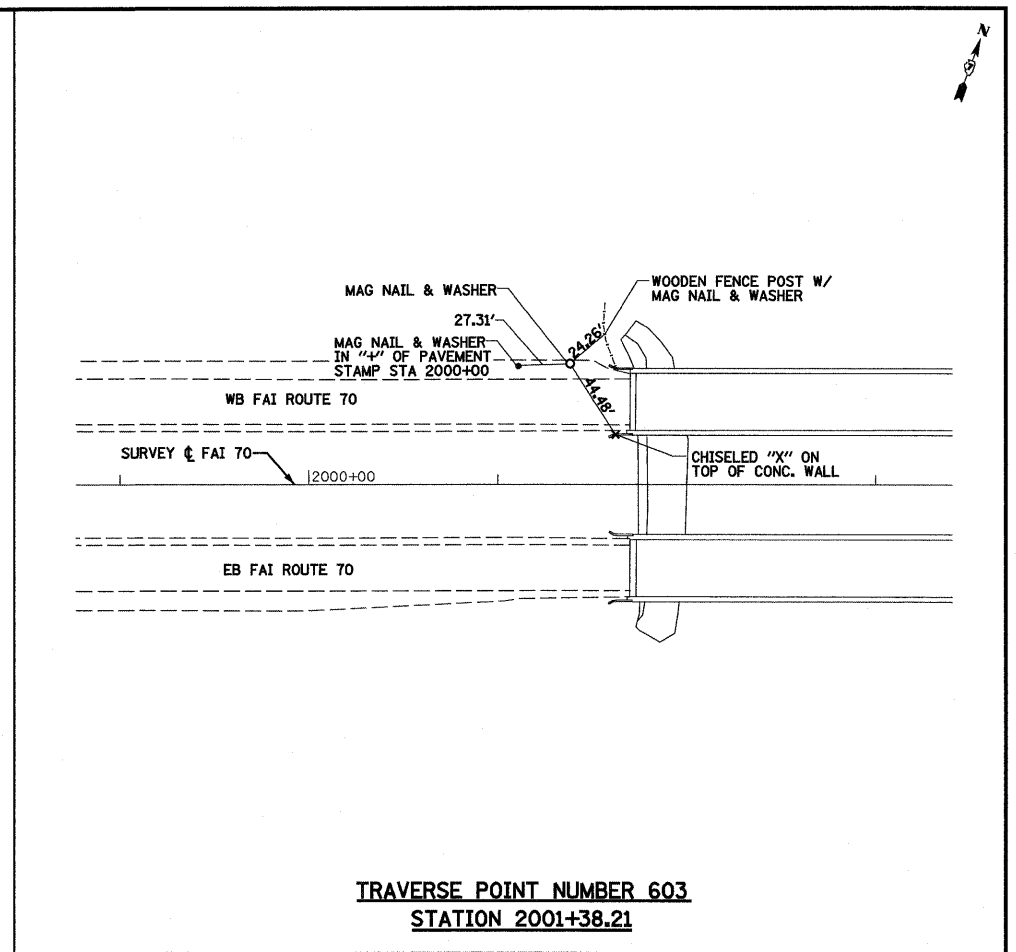 N
MAG NAIL & WASHER
27.31'
MAG NAIL & WASHER
IN "+" OF PAVEMENT
STAMP STA 2000+00
WOODEN FENCE POST W/
MAG NAIL & WASHER
24.26'
44.48'
WB FAI ROUTE 70
SURVEY ℄ FAI 70
2000+00
CHISELED "X" ON
TOP OF CONC. WALL
EB FAI ROUTE 70
TRAVERSE POINT NUMBER 603
STATION 2001+38.21